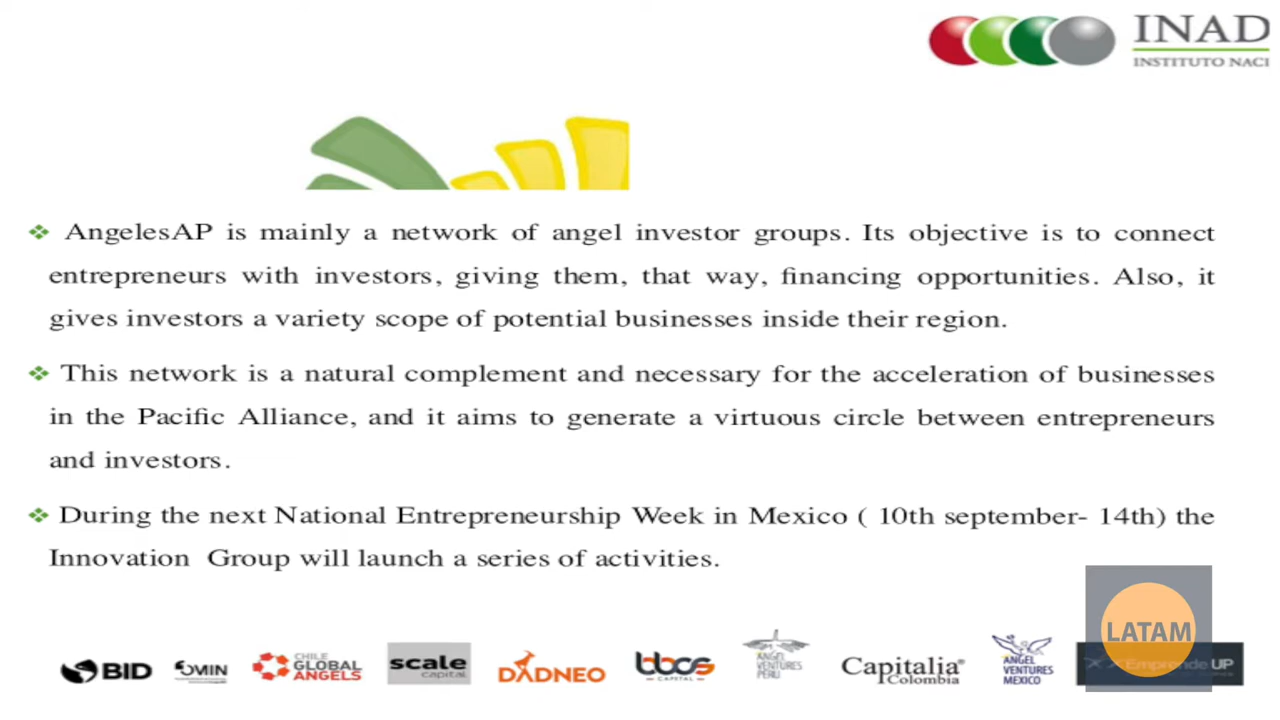 INAD
INSTITUTO NACI
AngelesAP is mainly a network of angel investor groups. Its objective is to connect
entrepreneurs with investors, giving them, that way, financing opportunities. Also, it
gives investors a variety scope of potential businesses inside their region.
This network is a natural complement and necessary for the acceleration of businesses
in the Pacific Alliance, and it aims to generate a virtuous circle between entrepreneurs
and investors.
During the next National Entrepreneurship Week in Mexico ( 10th september- 14th) the
Innovation Group will launch a series of activities.
BID
CHILE
GLOBAL
ANGELS
scale
capital
DADNEO
bbcs
CAPITAL
ANGEL
VENTURES
PERU
Capitalia
Colombia
ANGEL
VENTURES
MEXICO
Emprende UP
LATAM